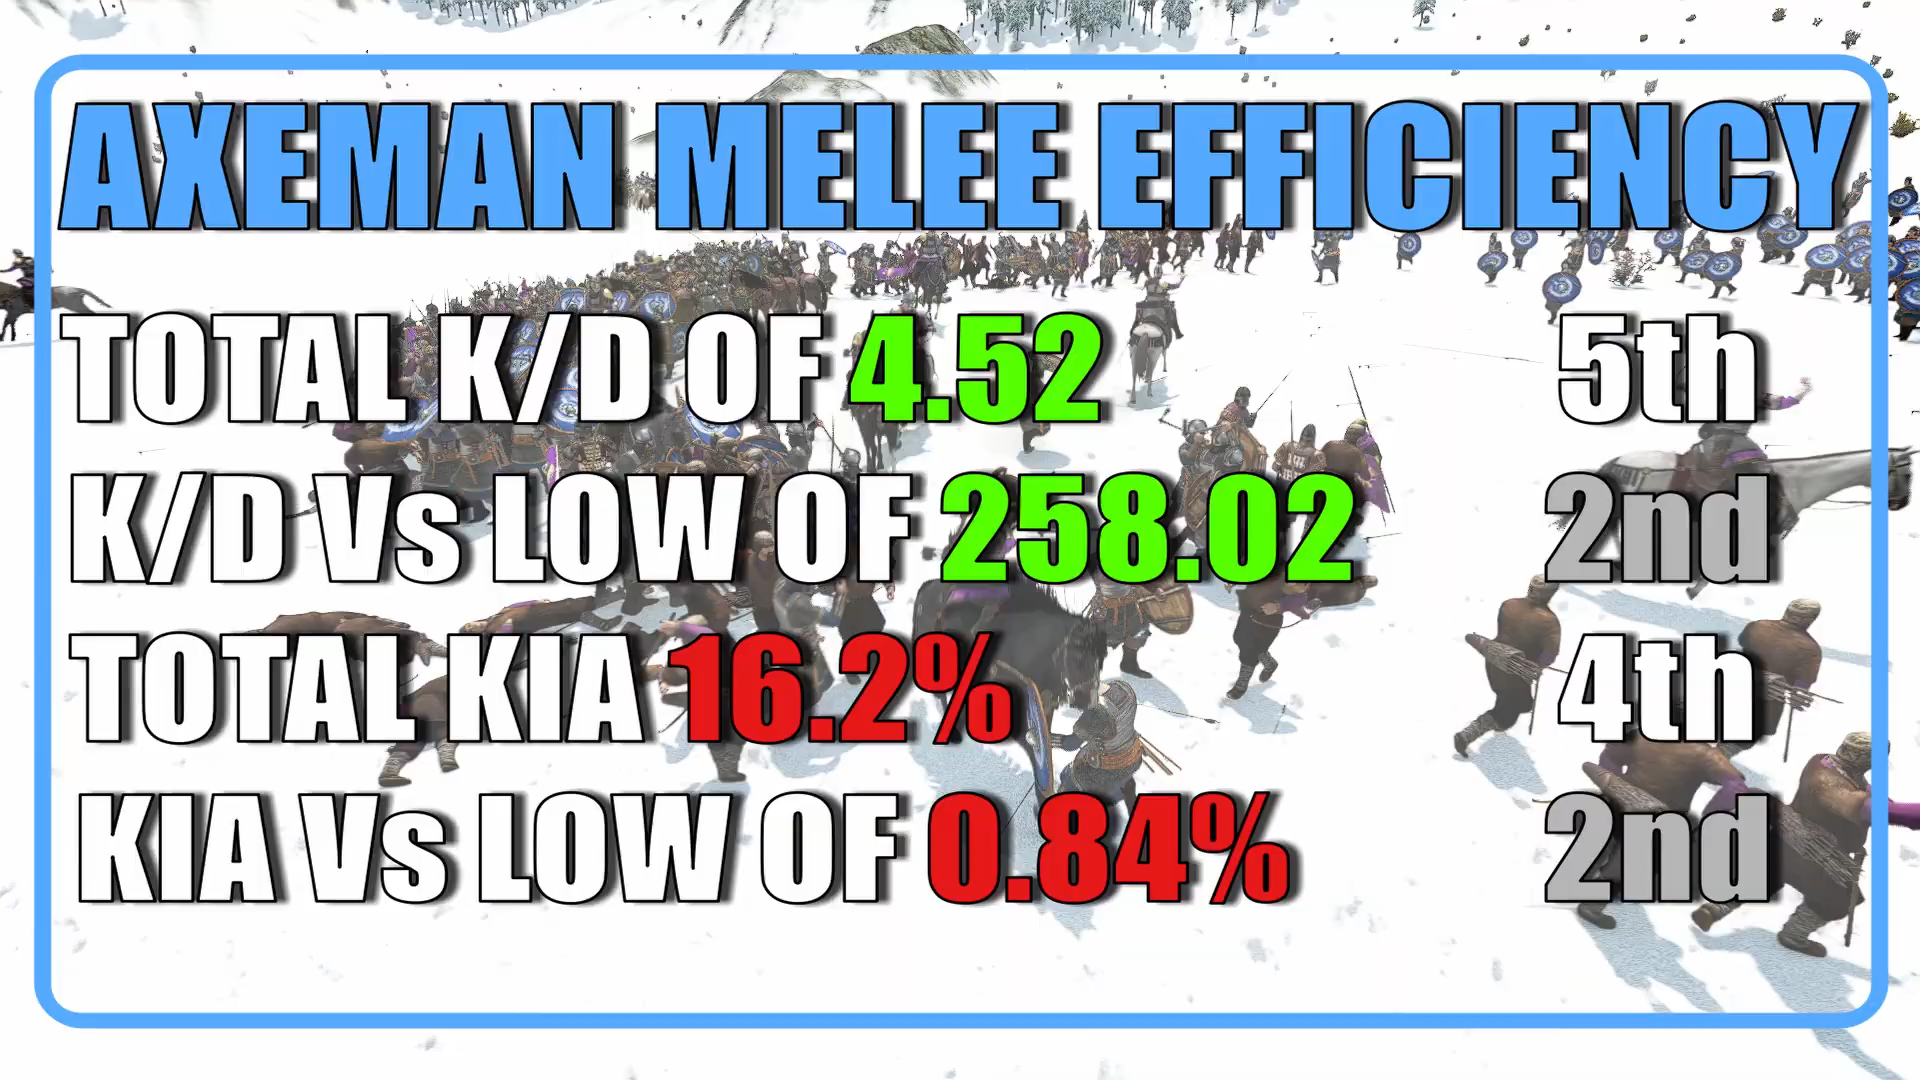 AXEMAN MELEE EFFICIENCY
TOTAL K/D OF 4.52 5th
K/D Vs LOW OF 258.02 2nd
TOTAL KIA 16.2% 4th
KIA Vs LOW OF 0.84% 2nd